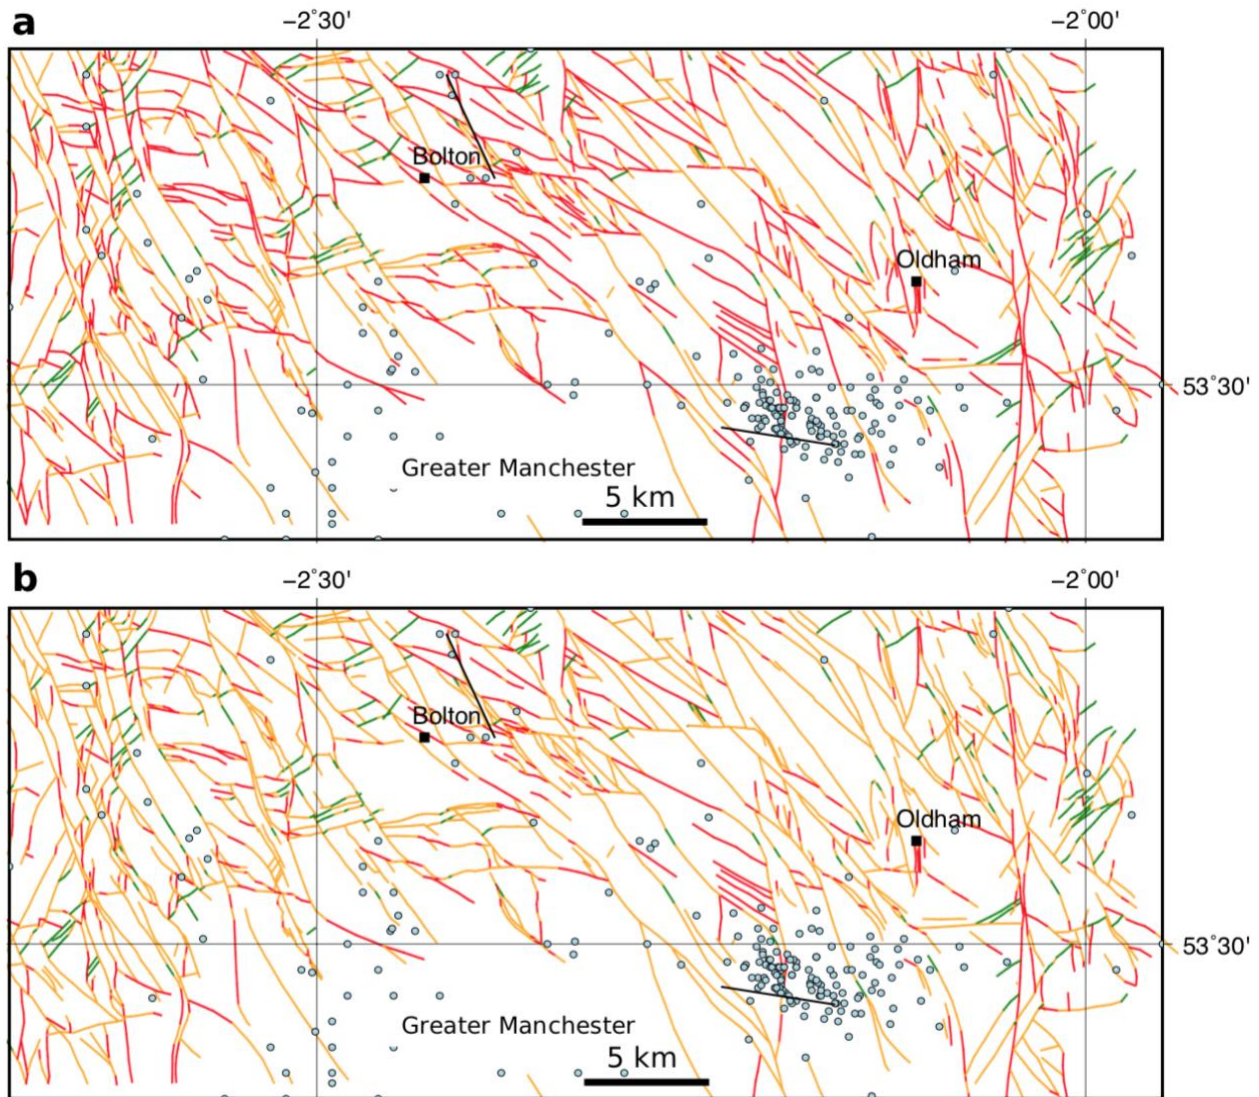 a
−2°30'
−2°00'
Bolton
Oldham
53°30'
Greater Manchester
5 km
b
−2°30'
−2°00'
Bolton
Oldham
53°30'
Greater Manchester
5 km